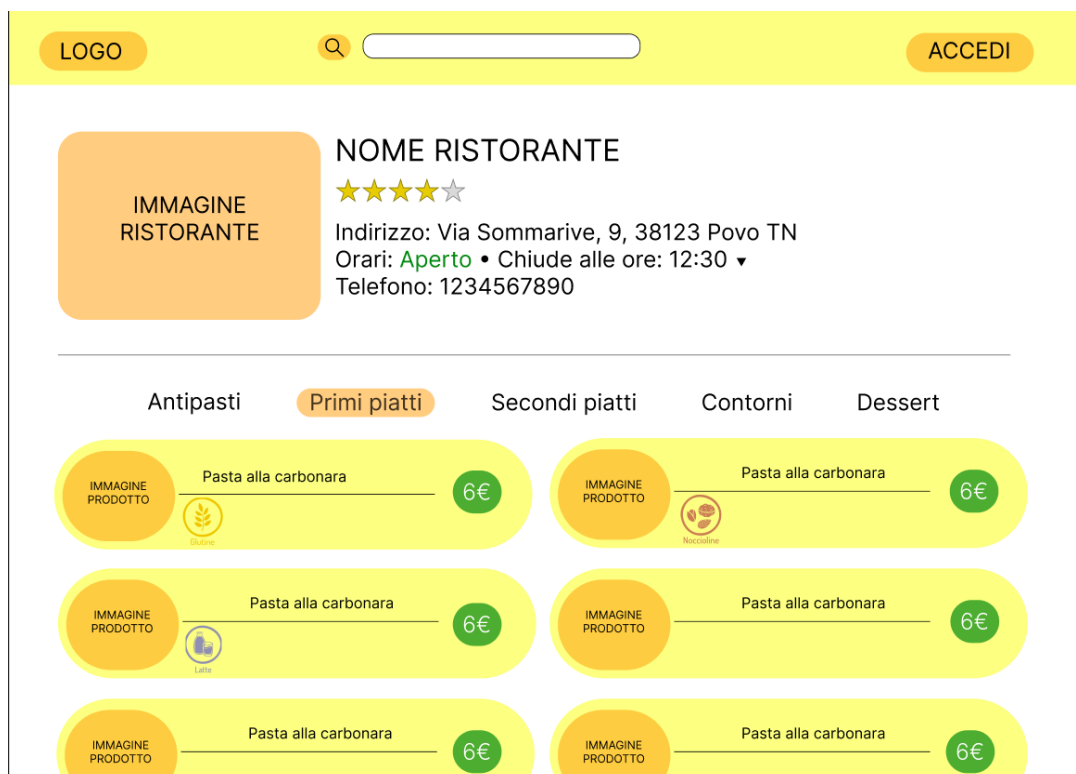 LOGO
ACCEDI
IMMAGINE
RISTORANTE
NOME RISTORANTE
Indirizzo: Via Sommarive, 9, 38123 Povo TN
Orari: Aperto • Chiude alle ore: 12:30 ▾
Telefono: 1234567890
Antipasti
Primi piatti
Secondi piatti
Contorni
Dessert
IMMAGINE
PRODOTTO
Pasta alla carbonara
Glutine
6€
IMMAGINE
PRODOTTO
Pasta alla carbonara
Noccioline
6€
IMMAGINE
PRODOTTO
Pasta alla carbonara
Latte
6€
IMMAGINE
PRODOTTO
Pasta alla carbonara
6€
IMMAGINE
PRODOTTO
Pasta alla carbonara
6€
IMMAGINE
PRODOTTO
Pasta alla carbonara
6€